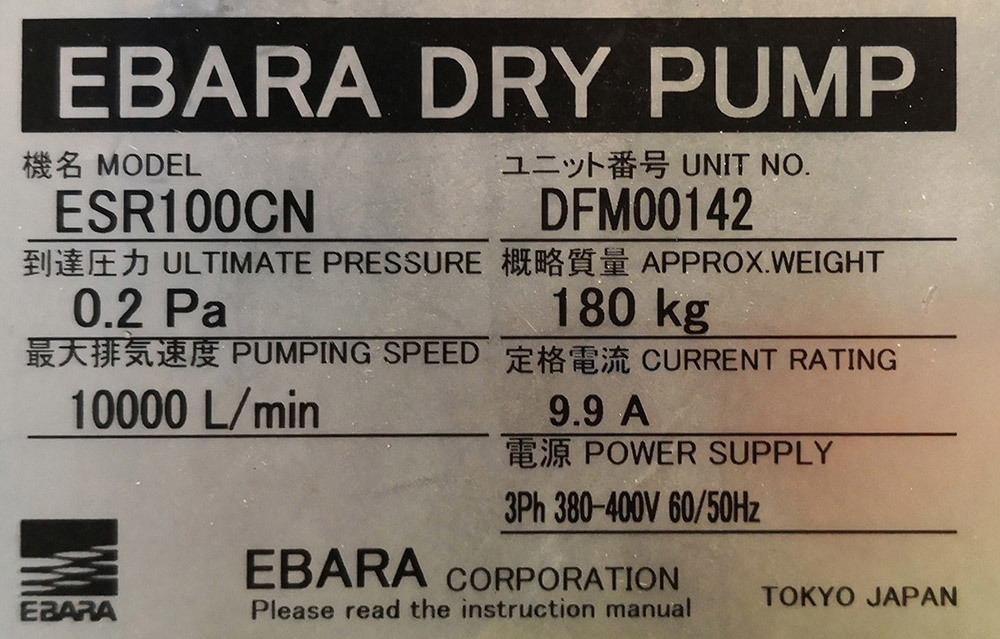 EBARA DRY PUMP
機名 MODEL
ESR100CN
ユニット番号 UNIT NO.
DFM00142
到達圧力 ULTIMATE PRESSURE
0.2 Pa
概略質量 APPROX.WEIGHT
180 kg
最大排気速度 PUMPING SPEED
10000 L/min
定格電流 CURRENT RATING
9.9 A
電源 POWER SUPPLY
3Ph 380-400V 60/50Hz
EBARA
EBARA CORPORATION
Please read the instruction manual
TOKYO JAPAN